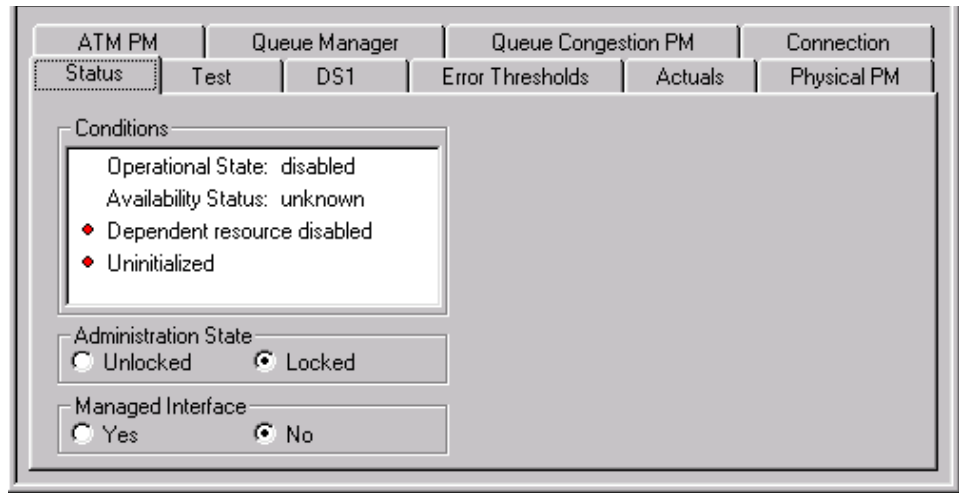 ATM PM Queue Manager Queue Congestion PM Connection
Status Test DS1 Error Thresholds Actuals Physical PM
Conditions
Operational State: disabled
Availability Status: unknown
Dependent resource disabled
Uninitialized
Administration State
Unlocked Locked
Managed Interface
Yes No